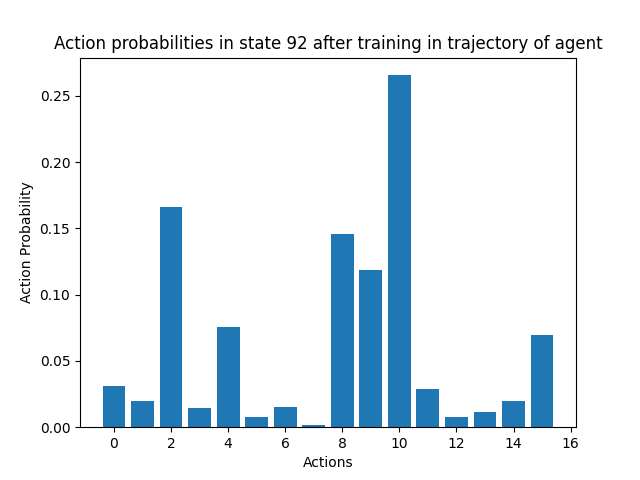 Action probabilities in state 92 after training in trajectory of agent
0.25
0.20
0.15
0.10
0.05
0.00
Action Probability
0 2 4 6 8 10 12 14 16
Actions